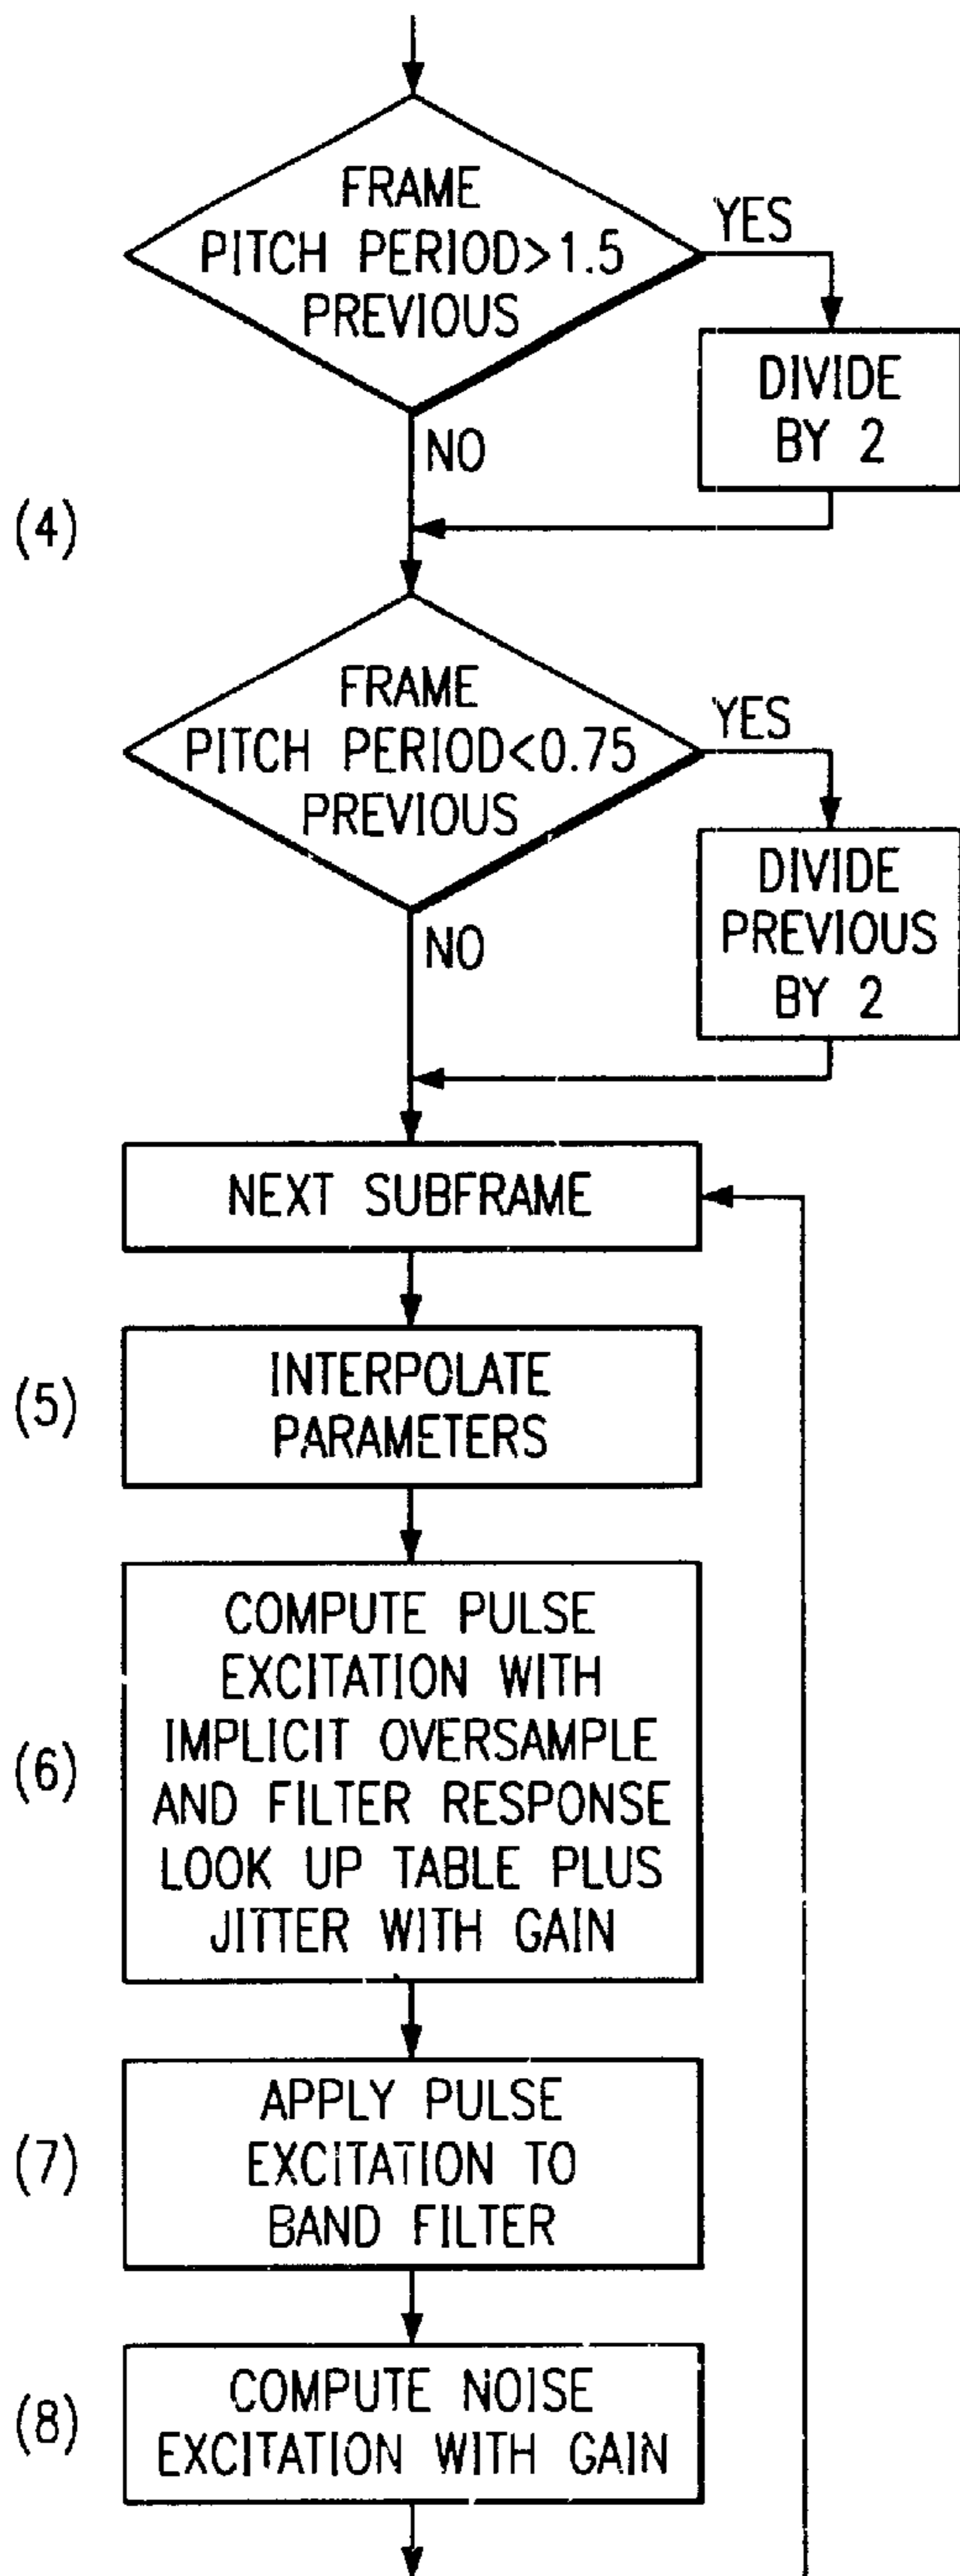 FRAME
PITCH PERIOD>1.5
PREVIOUS
YES
DIVIDE
BY 2
NO
(4)
FRAME
PITCH PERIOD<0.75
PREVIOUS
YES
DIVIDE
PREVIOUS
BY 2
NO
NEXT SUBFRAME
(5)
INTERPOLATE
PARAMETERS
(6)
COMPUTE PULSE
EXCITATION WITH
IMPLICIT OVERSAMPLE
AND FILTER RESPONSE
LOOK UP TABLE PLUS
JITTER WITH GAIN
(7)
APPLY PULSE
EXCITATION TO
BAND FILTER
(8)
COMPUTE NOISE
EXCITATION WITH GAIN